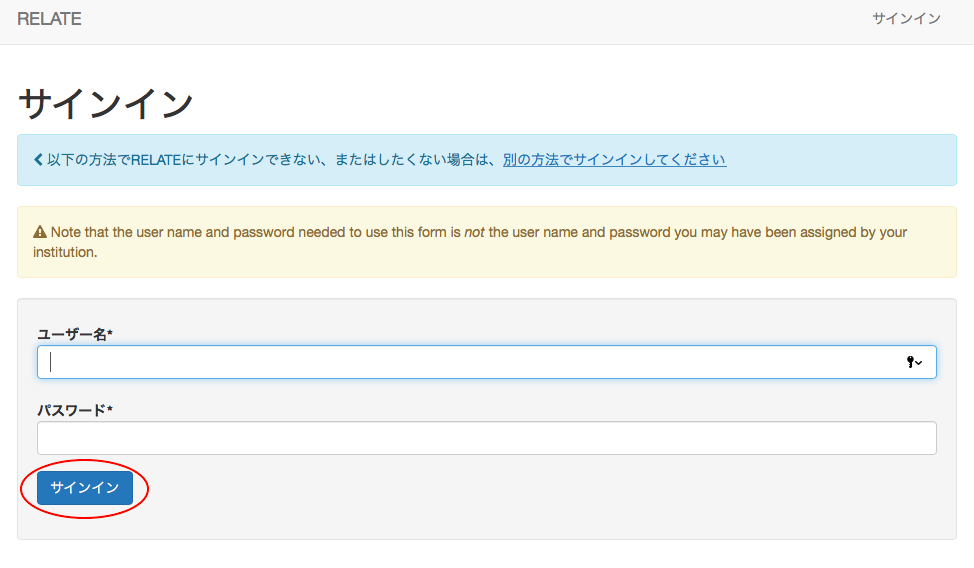 RELATE サインイン
サインイン
以下の方法でRELATEにサインインできない、またはしたくない場合は、別の方法でサインインしてください
Note that the user name and password needed to use this form is not the user name and password you may have been assigned by your
institution.
ユーザー名*
パスワード*
サインイン